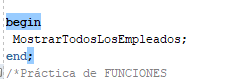 begin
MostrarTodosLosEmpleados;
end;
/*Práctica de FUNCIONES